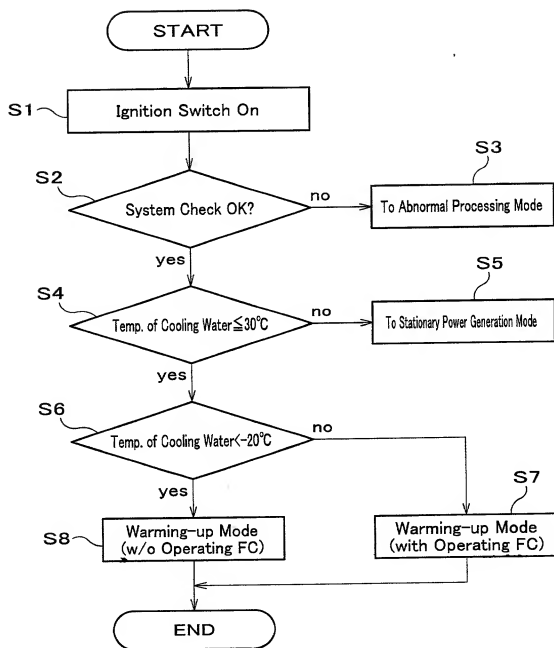 START
S1
Ignition Switch On
S2
System Check OK?
no
S3
To Abnormal Processing Mode
yes
S4
Temp. of Cooling Water≦30°C
no
S5
To Stationary Power Generation Mode
yes
S6
Temp. of Cooling Water<-20°C
no
yes
S8
Warming-up Mode
(w/o Operating FC)
S7
Warming-up Mode
(with Operating FC)
END